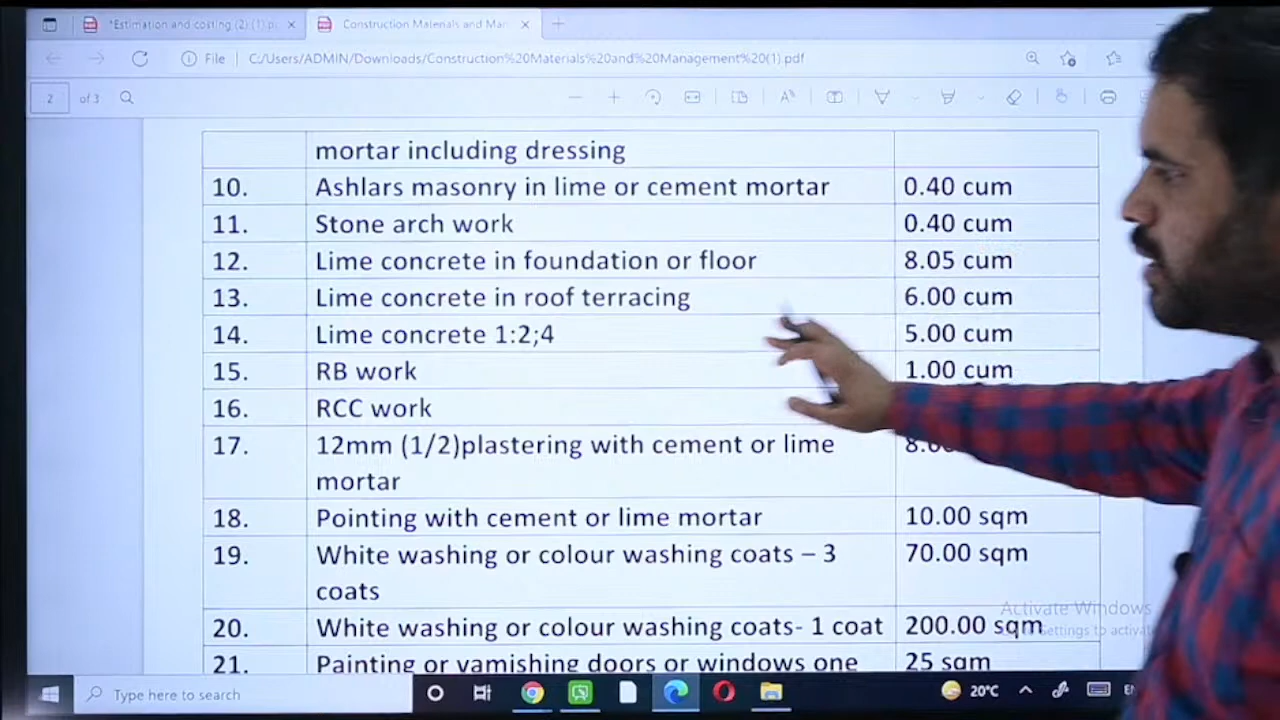 *Estimation and costing (2) (1).p
Construction Materials and Man
File
C:/Users/ADMIN/Downloads/Construction%20Materials%20and%20Management%20(1).pdf
2 of 3
mortar including dressing
10. Ashlars masonry in lime or cement mortar 0.40 cum
11. Stone arch work 0.40 cum
12. Lime concrete in foundation or floor 8.05 cum
13. Lime concrete in roof terracing 6.00 cum
14. Lime concrete 1:2;4 5.00 cum
15. RB work 1.00 cum
16. RCC work
17. 12mm (1/2)plastering with cement or lime
mortar
18. Pointing with cement or lime mortar 10.00 sqm
19. White washing or colour washing coats – 3 70.00 sqm
coats
20. White washing or colour washing coats- 1 coat 200.00 sqm
21. Painting or varnishing doors or windows one 25 sqm
Activate Windows
Settings to activat
Type here to search
20°C